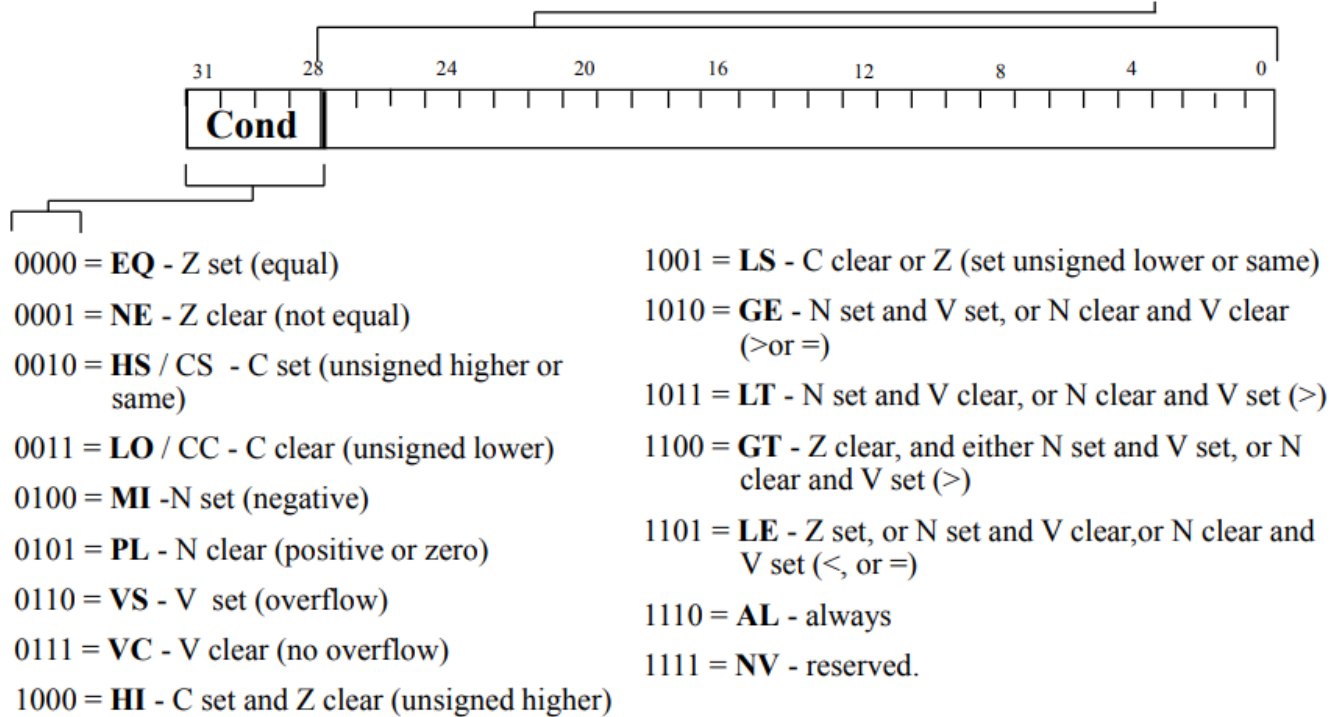 31 28 24 20 16 12 8 4 0
Cond
0000 = EQ - Z set (equal)
0001 = NE - Z clear (not equal)
0010 = HS / CS - C set (unsigned higher or
same)
0011 = LO / CC - C clear (unsigned lower)
0100 = MI -N set (negative)
0101 = PL - N clear (positive or zero)
0110 = VS - V set (overflow)
0111 = VC - V clear (no overflow)
1000 = HI - C set and Z clear (unsigned higher)
1001 = LS - C clear or Z (set unsigned lower or same)
1010 = GE - N set and V set, or N clear and V clear
(>or =)
1011 = LT - N set and V clear, or N clear and V set (>)
1100 = GT - Z clear, and either N set and V set, or N
clear and V set (>)
1101 = LE - Z set, or N set and V clear,or N clear and
V set (<, or =)
1110 = AL - always
1111 = NV - reserved.